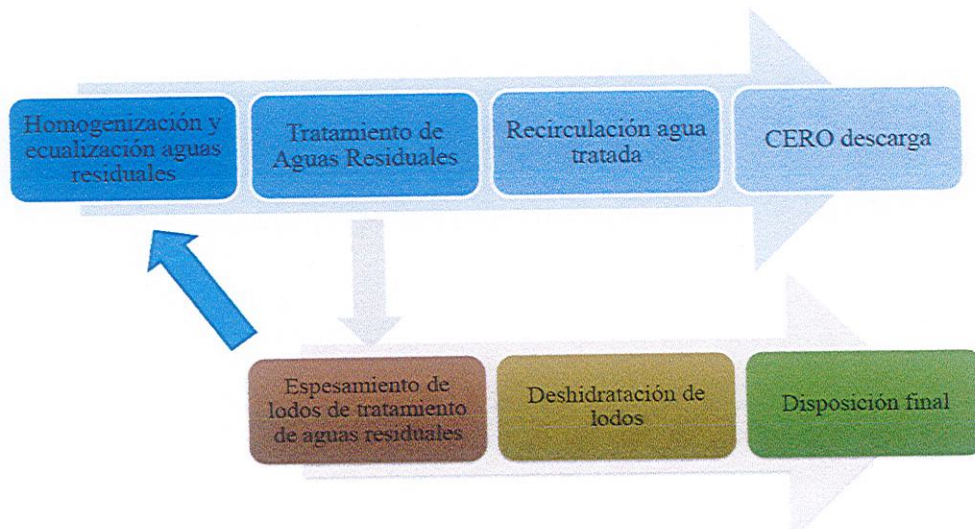 Homogenización y
ecualización aguas
residuales
Tratamiento de
Aguas Residuales
Recirculación agua
tratada
CERO descarga
Espesamiento de
lodos de tratamiento
de aguas residuales
Deshidratación de
lodos
Disposición final